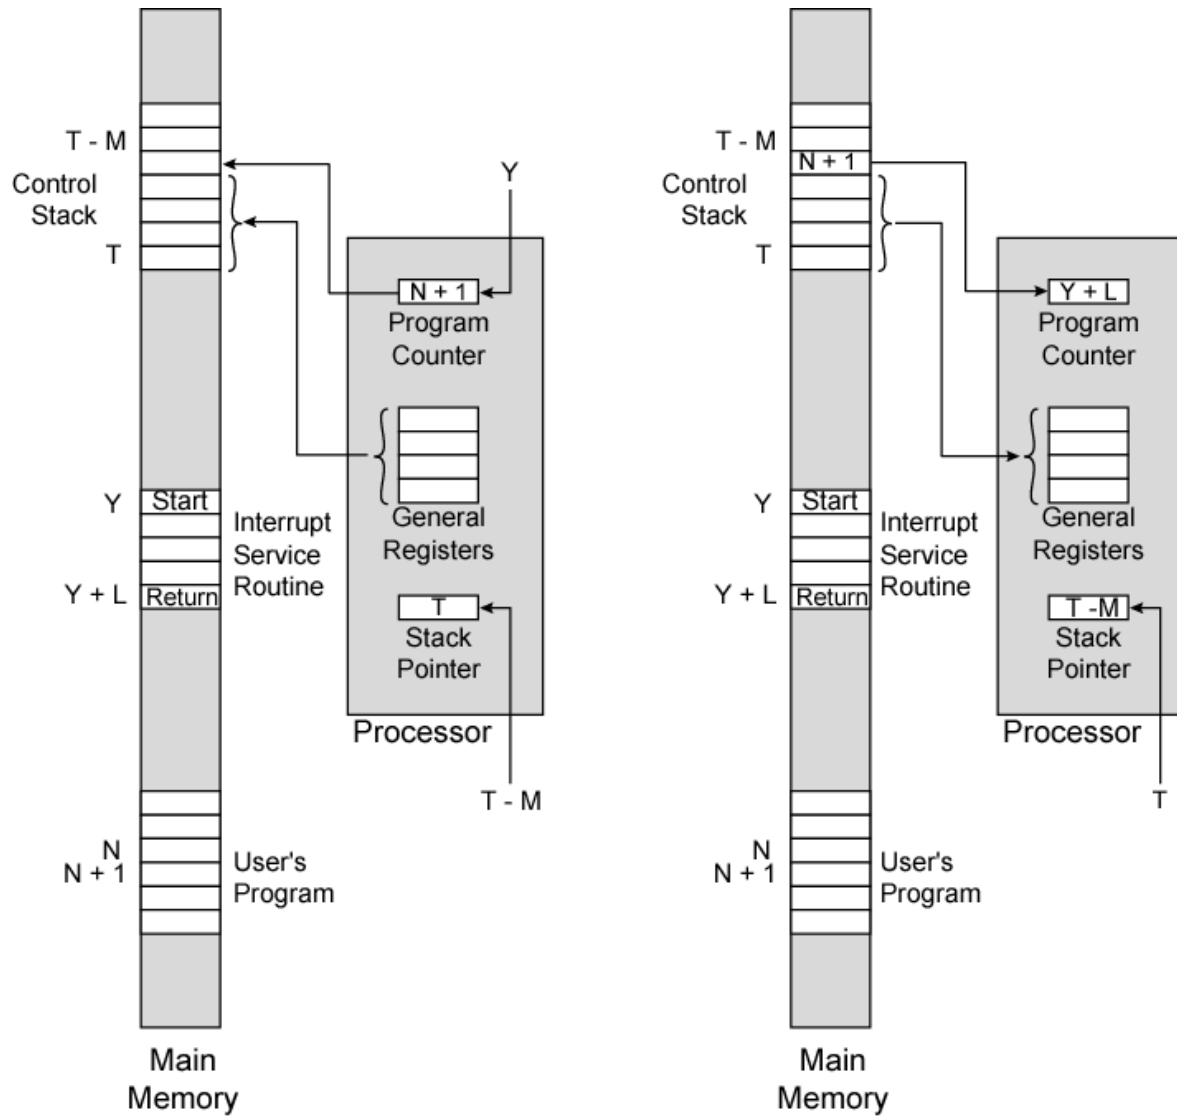 T - M
Control
Stack
T
Y
N + 1
Program
Counter
Y
Start
Interrupt
Service
Routine
Y + L
Return
General
Registers
T
Stack
Pointer
Processor
T - M
N
N + 1
User's
Program
Main
Memory
T - M
N + 1
Control
Stack
T
Y + L
Program
Counter
Y
Start
Interrupt
Service
Routine
Y + L
Return
General
Registers
T -M
Stack
Pointer
Processor
T
N
N + 1
User's
Program
Main
Memory